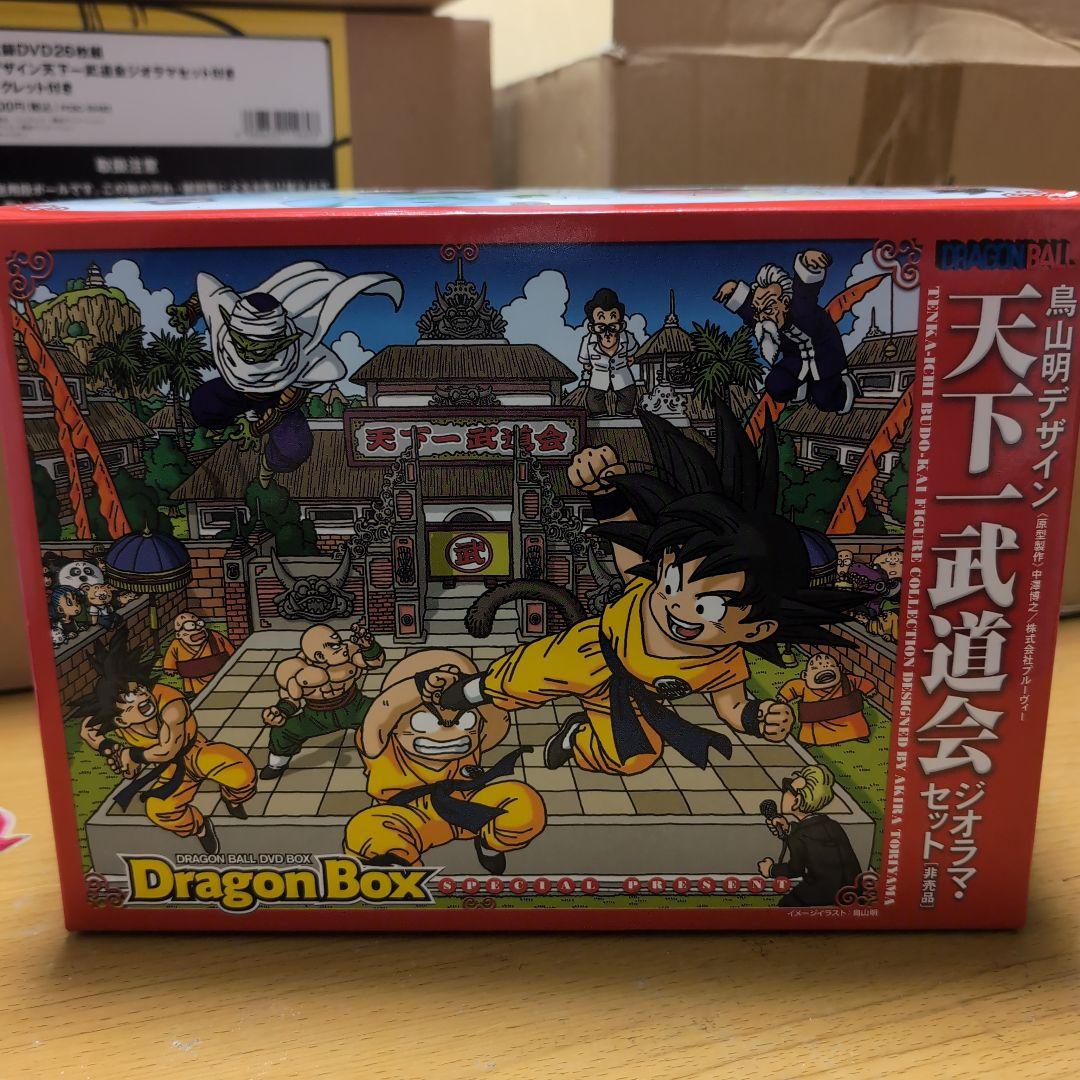 DVD26枚組
ザイン天下一武道会ジオラマセット付き
クレット付き
取扱注意
DRAGONBALL
鳥山明デザイン
〈原型製作〉中澤博之/株式会社ブルーヴィー
天下一武道会
ジオラマ・
セット[非売品]
TENKA-ICHI BUDO-KAI FIGURE COLLECTION DESIGNED BY AKIRA TORIYAMA
天下一武道会
武
DRAGON BALL DVD BOX
Dragon Box
SPECIAL PRESENT
イメージイラスト/鳥山 明